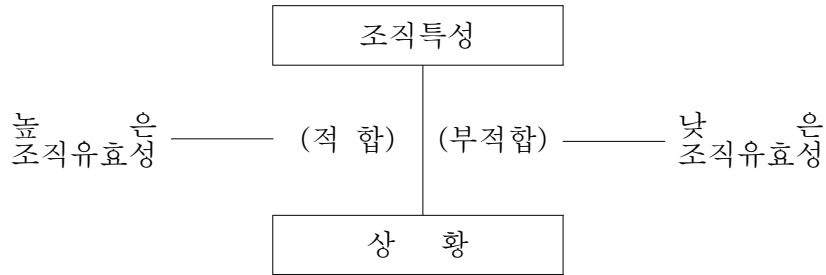 조직특성
높 은
조직유효성
(적 합)
(부적합)
낮 은
조직유효성
상 황